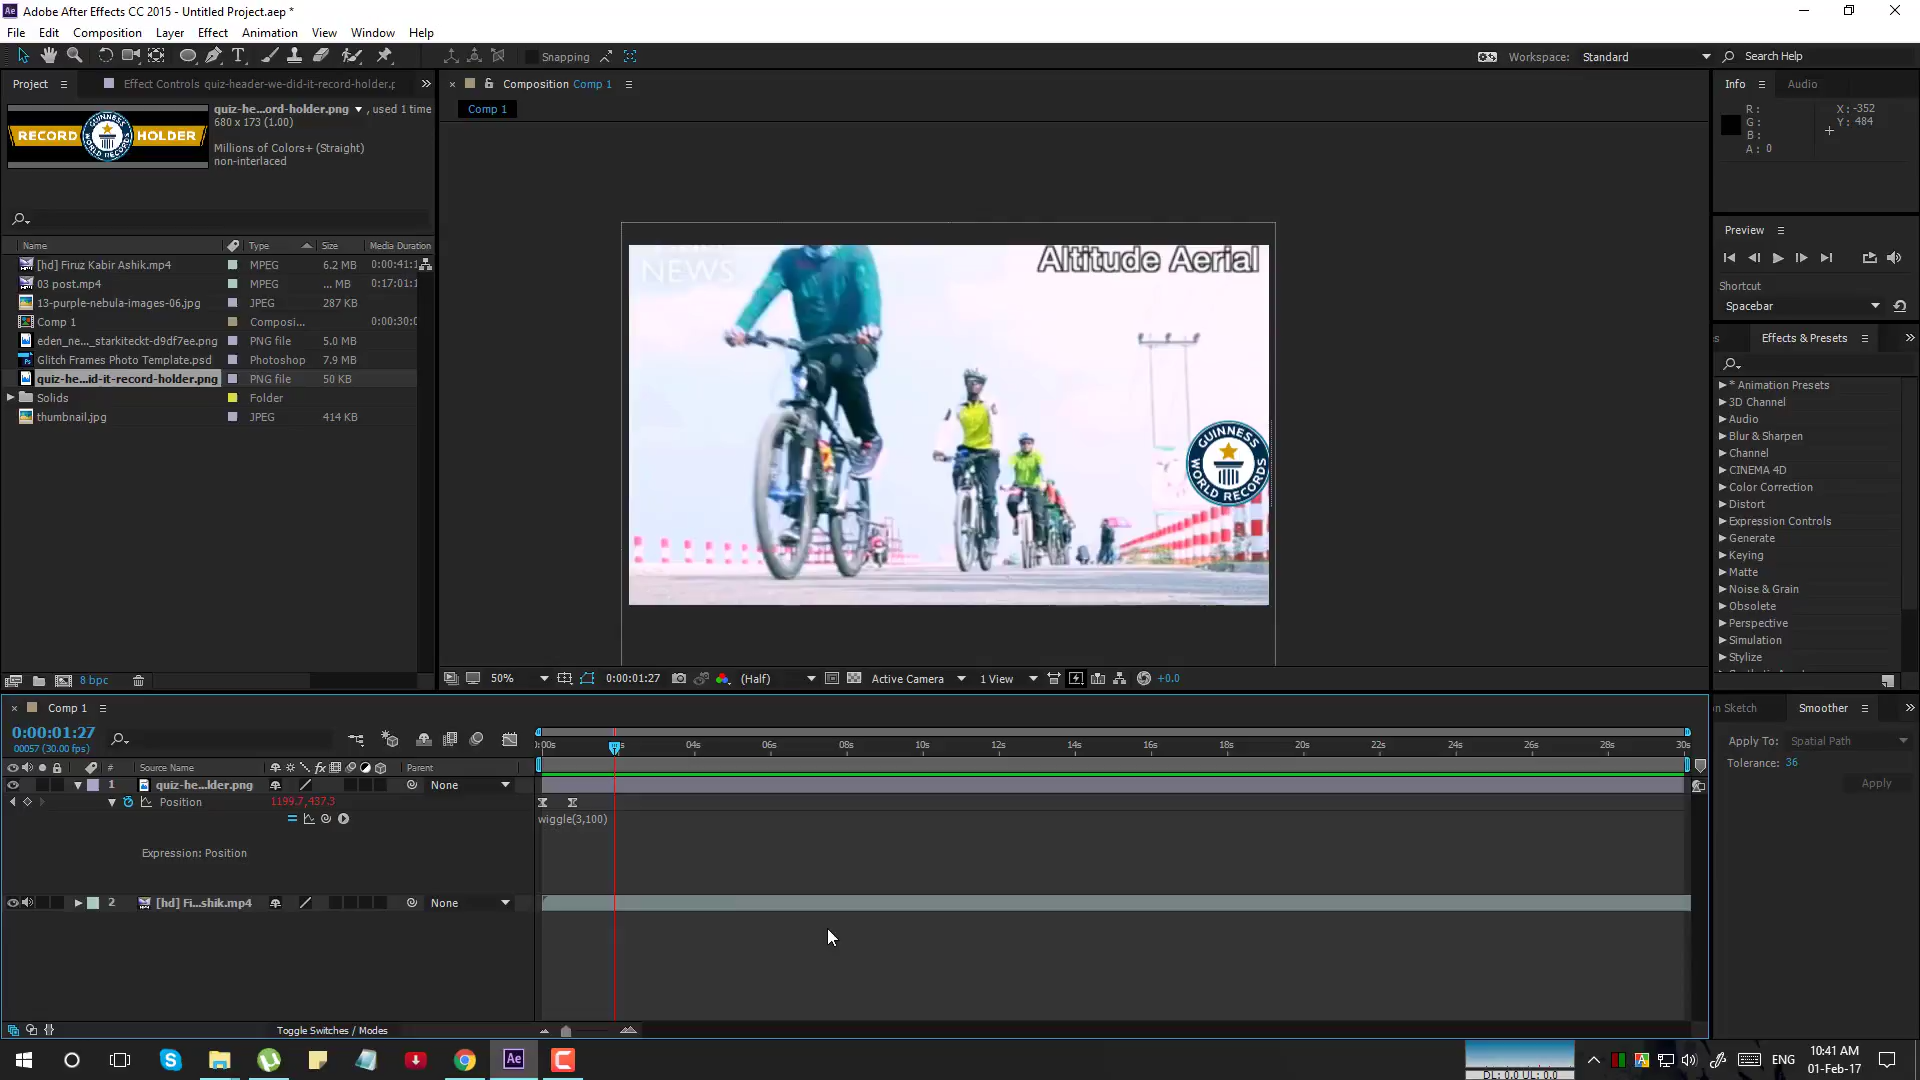 Adobe After Effects CC 2015 - Untitled Project.aep *
File Edit Composition Layer Effect Animation View Window Help
Snapping
Workspace: Standard
Search Help
Project
Effect Controls quiz-header-we-did-it-record-holder.p
RECORD HOLDER
quiz-he...ord-holder.png , used 1 time
680 x 173 (1.00)
Millions of Colors+ (Straight)
non-interlaced
Name Type Size Media Duration
[hd] Firuz Kabir Ashik.mp4 MPEG 6.2 MB 0:00:41:1
03 post.mp4 MPEG ... MB 0:17:01:1
13-purple-nebula-images-06.jpg JPEG 287 KB
Comp 1 Composi... 0:00:30:0
eden_ne..._starkiteckt-d9df7ee.png PNG file 5.0 MB
Glitch Frames Photo Template.psd Photoshop 7.9 MB
quiz-he...id-it-record-holder.png PNG file 50 KB
Solids Folder
thumbnail.jpg JPEG 414 KB
8 bpc
Composition Comp 1
Comp 1
NEWS
Altitude Aerial
GUINNESS
WORLD RECORDS
50% 0:00:01:27 (Half) Active Camera 1 View +0.0
Info Audio
R:
G:
B:
A: 0
X: -352
Y: 484
Preview
Shortcut
Spacebar
Effects & Presets
* Animation Presets
3D Channel
Audio
Blur & Sharpen
Channel
CINEMA 4D
Color Correction
Distort
Expression Controls
Generate
Keying
Matte
Noise & Grain
Obsolete
Perspective
Simulation
Stylize
n Sketch Smoother
Apply To: Spatial Path
Tolerance: 36
Apply
Comp 1
0:00:01:27
00057 (30.00 fps)
:00s 04s 06s 08s 10s 12s 14s 16s 18s 20s 22s 24s 26s 28s 30s
# Source Name fx Parent
1 quiz-he...lder.png None
Position 1199.7,437.3
wiggle(3,100)
Expression: Position
2 [hd] Fi...shik.mp4 None
Toggle Switches / Modes
Ae
DL: 0.0 UL: 0.0
ENG
10:41 AM
01-Feb-17